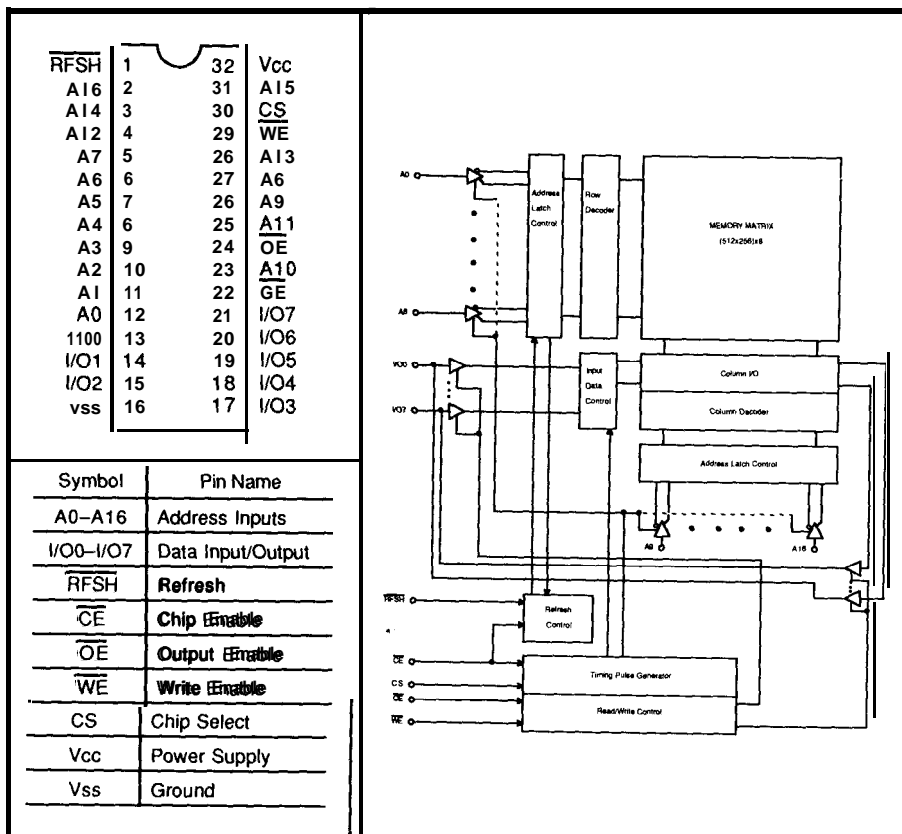 RFSH 1 32 Vcc
AI6 2 31 AI5
AI4 3 30 CS
AI2 4 29 WE
A7 5 26 AI3
A6 6 27 A6
A5 7 26 A9
A4 6 25 A11
A3 9 24 OE
A2 10 23 A10
AI 11 22 GE
A0 12 21 I/O7
1100 13 20 I/O6
I/O1 14 19 I/O5
I/O2 15 18 I/O4
vss 16 17 I/O3
Symbol Pin Name
A0–A16 Address Inputs
I/O0–I/O7 Data Input/Output
RFSH Refresh
CE Chip Enable
OE Output Enable
WE Write Enable
CS Chip Select
Vcc Power Supply
Vss Ground
A0
Address
Latch
Control
Row
Decoder
MEMORY MATRIX
(512x256)x8
A8
I/O0
I/O7
Input
Data
Control
Column I/O
Column Decoder
Address Latch Control
A9
A16
RFSH
Refresh
Control
CE
CS
OE
WE
Timing Pulse Generator
Read/Write Control